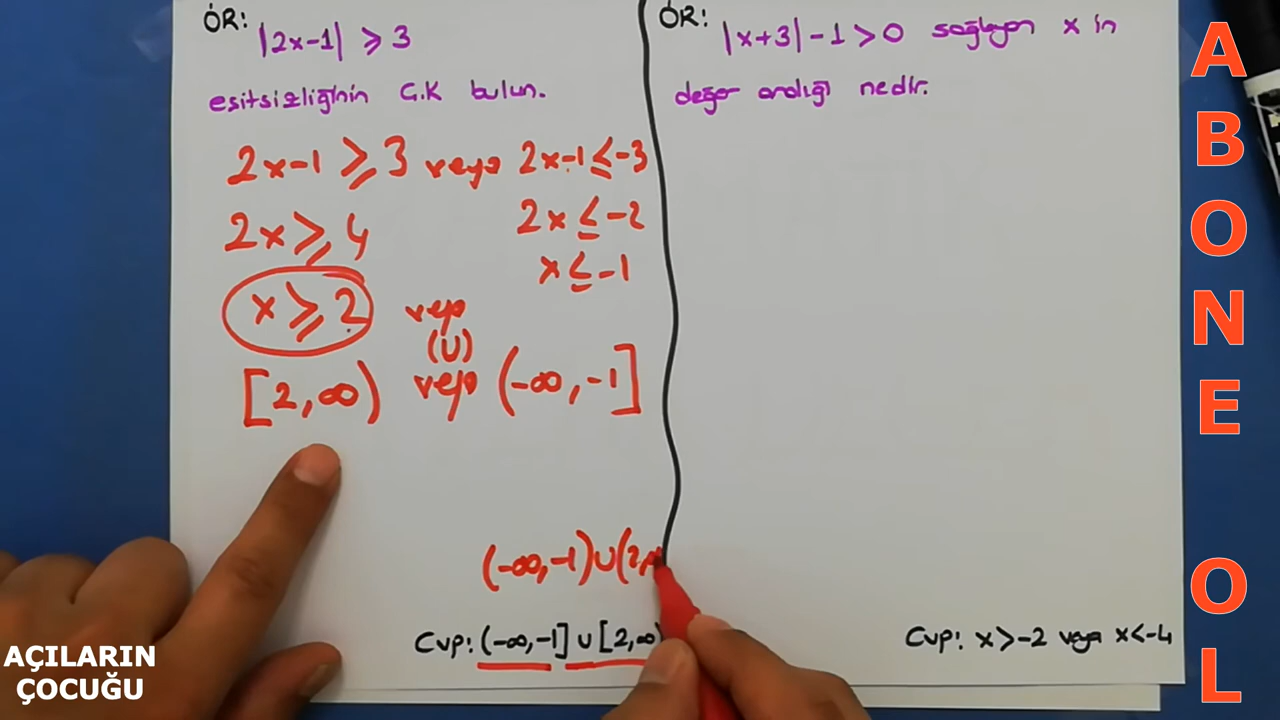 ÖR:
|2x-1| ⩾ 3
eşitsizliğinin Ç.K bulun.
2x-1 ⩾ 3 veya 2x-1 ≤ -3
2x ⩾ 4
2x ≤ -2
x ≤ -1
x ⩾ 2 veya
(U)
[2, ∞) veya (-∞, -1]
(-∞, -1) U (2,
Cvp: (-∞, -1] U [2, ∞)
ÖR:
|x+3| - 1 > 0 sağlayan x in
değer aralığı nedir.
Cvp: x > -2 veya x < -4
ABONE
OL
AÇILARIN
ÇOCUĞU